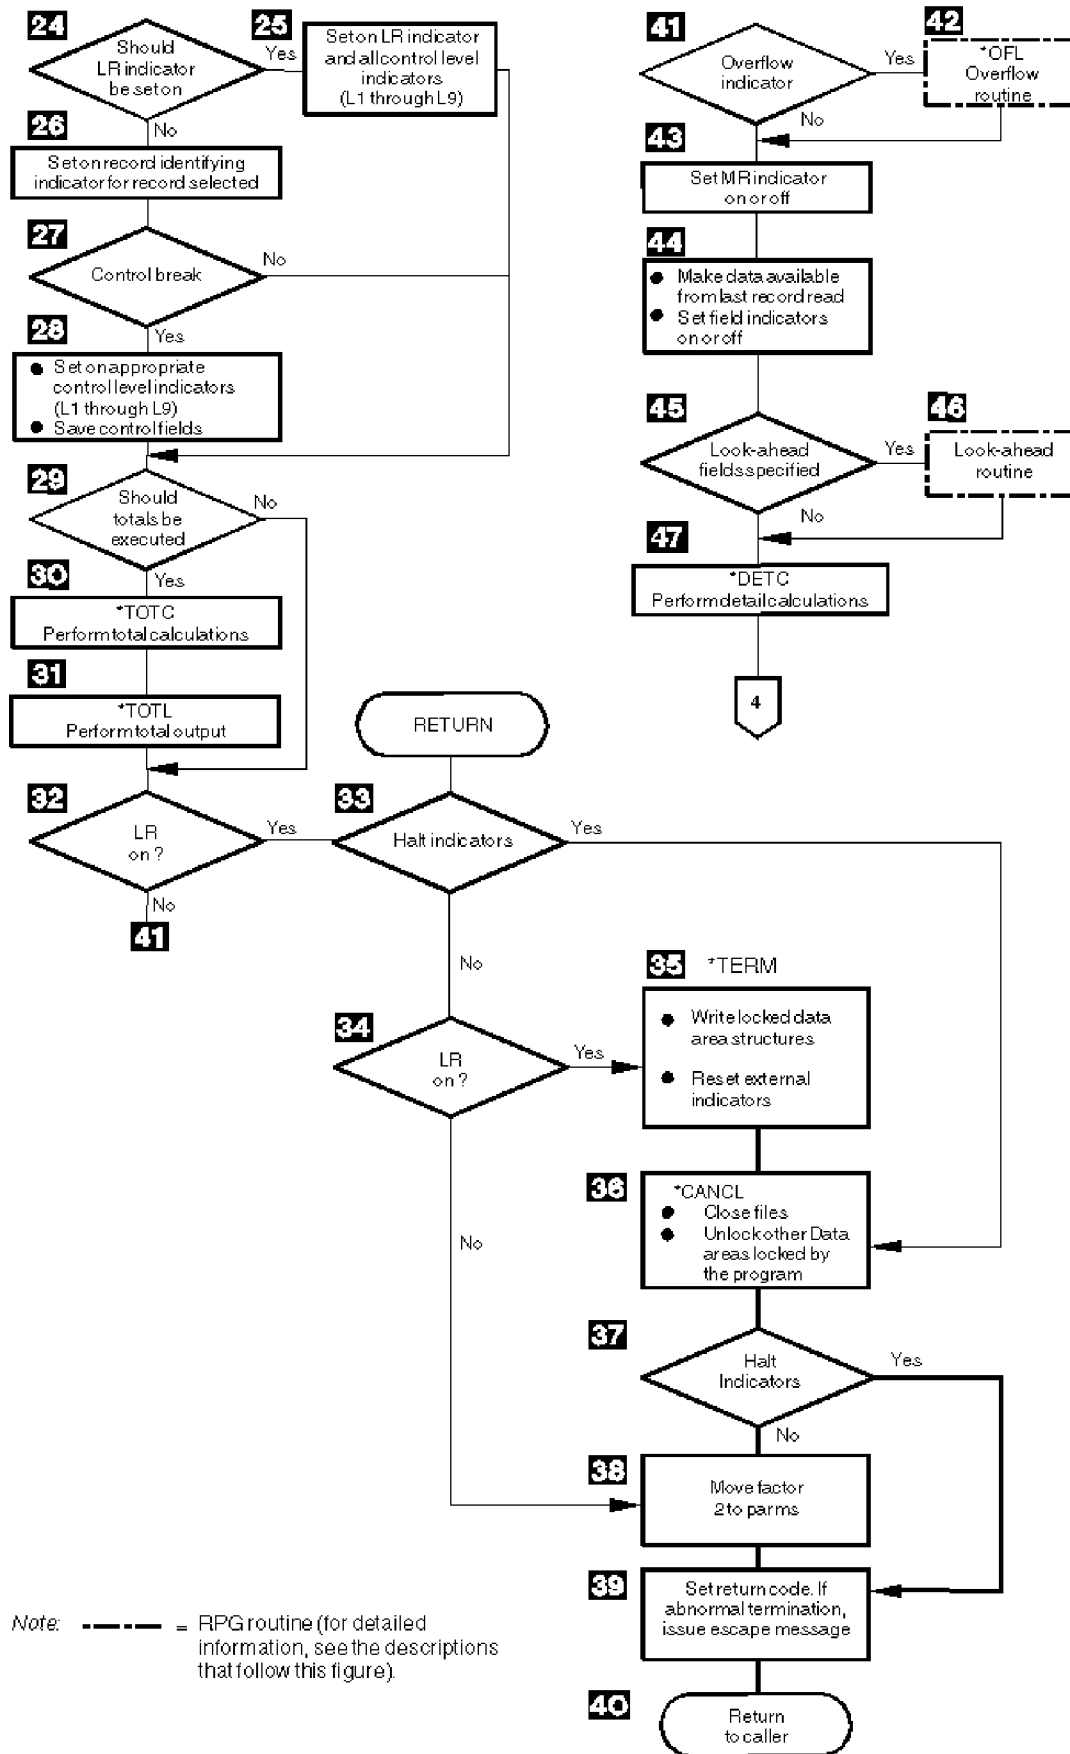 24
Should
LR indicator
be set on
Yes
25
Set on LR indicator
and all control level
indicators
(L1 through L9)
No
26
Set on record identifying
indicator for record selected
27
Control break
No
Yes
28
● Set on appropriate
control level indicators
(L1 through L9)
● Save control fields
29
Should
totals be
executed
No
Yes
30
*TOTC
Perform total calculations
31
*TOTL
Perform total output
32
LR
on ?
Yes
No
41
RETURN
33
Halt indicators
Yes
No
34
LR
on ?
Yes
No
35 *TERM
● Write locked data
area structures
● Reset external
indicators
36
*CANCL
● Close files
● Unlock other Data
areas locked by
the program
37
Halt
Indicators
Yes
No
38
Move factor
2 to parms
39
Set return code. If
abnormal termination,
issue escape message
40
Return
to caller
41
Overflow
indicator
Yes
42
*OFL
Overflow
routine
No
43
Set MR indicator
on or off
44
● Make data available
from last record read
● Set field indicators
on or off
45
Look-ahead
fields specified
Yes
46
Look-ahead
routine
No
47
*DETC
Perform detail calculations
4
Note: = RPG routine (for detailed
information, see the descriptions
that follow this figure).